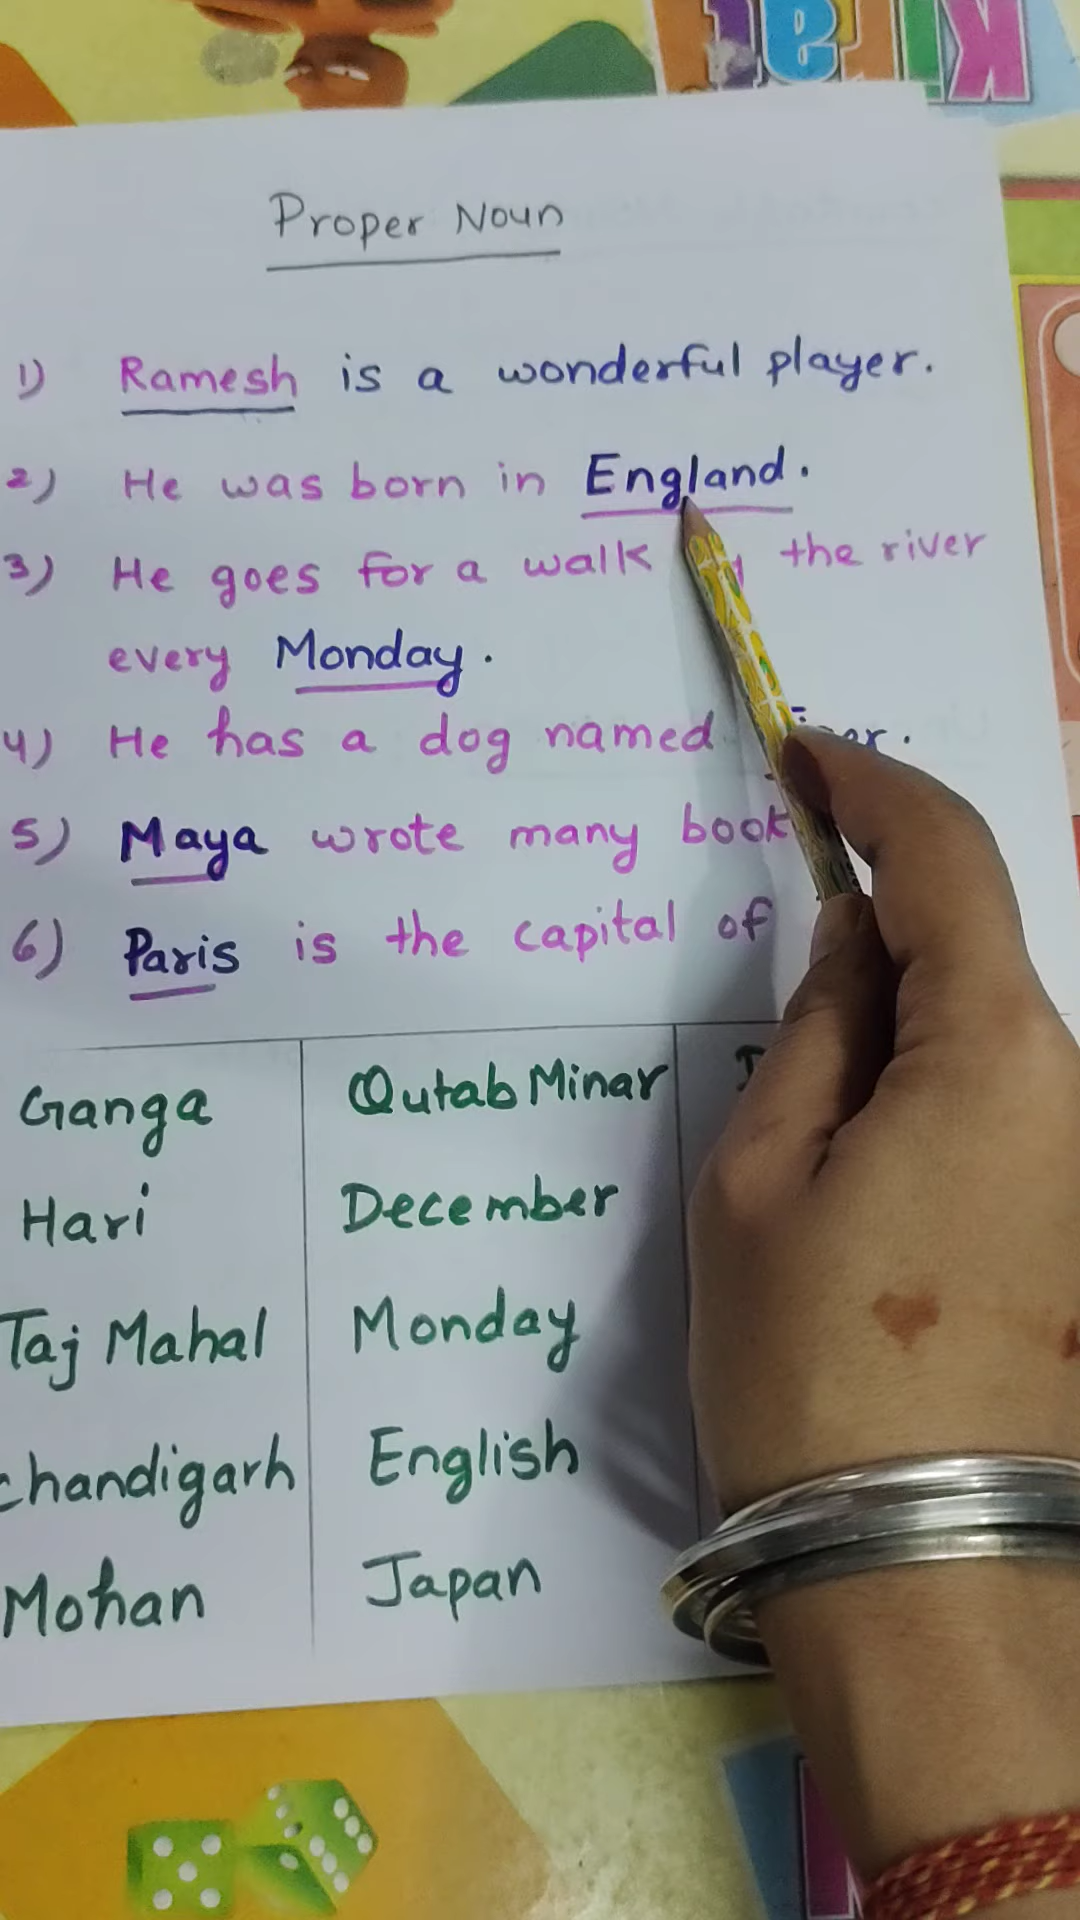 Proper Noun
1) Ramesh is a wonderful player.
2) He was born in England.
3) He goes for a walk the river
every Monday.
4) He has a dog named
5) Maya wrote many book
6) Paris is the capital of
Ganga Qutab Minar
Hari December
Taj Mahal Monday
Chandigarh English
Mohan Japan